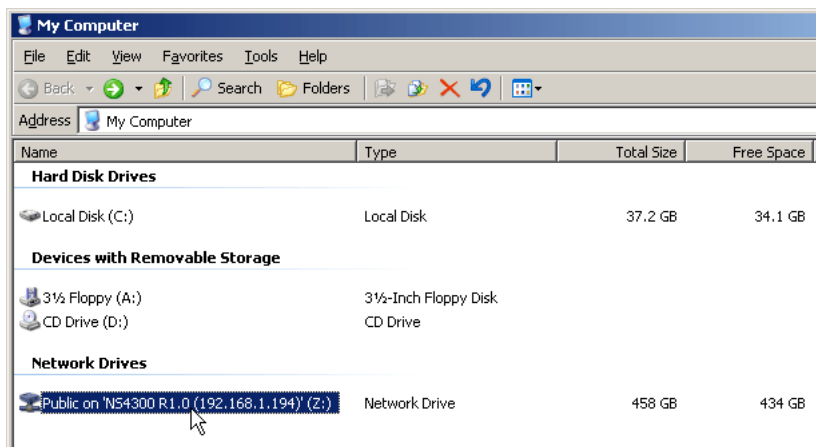 My Computer
File Edit View Favorites Tools Help
Back Search Folders
Address My Computer
Name Type Total Size Free Space
Hard Disk Drives
Local Disk (C:) Local Disk 37.2 GB 34.1 GB
Devices with Removable Storage
3½ Floppy (A:) 3½-Inch Floppy Disk
CD Drive (D:) CD Drive
Network Drives
Public on 'NS4300 R1.0 (192.168.1.194)' (Z:) Network Drive 458 GB 434 GB